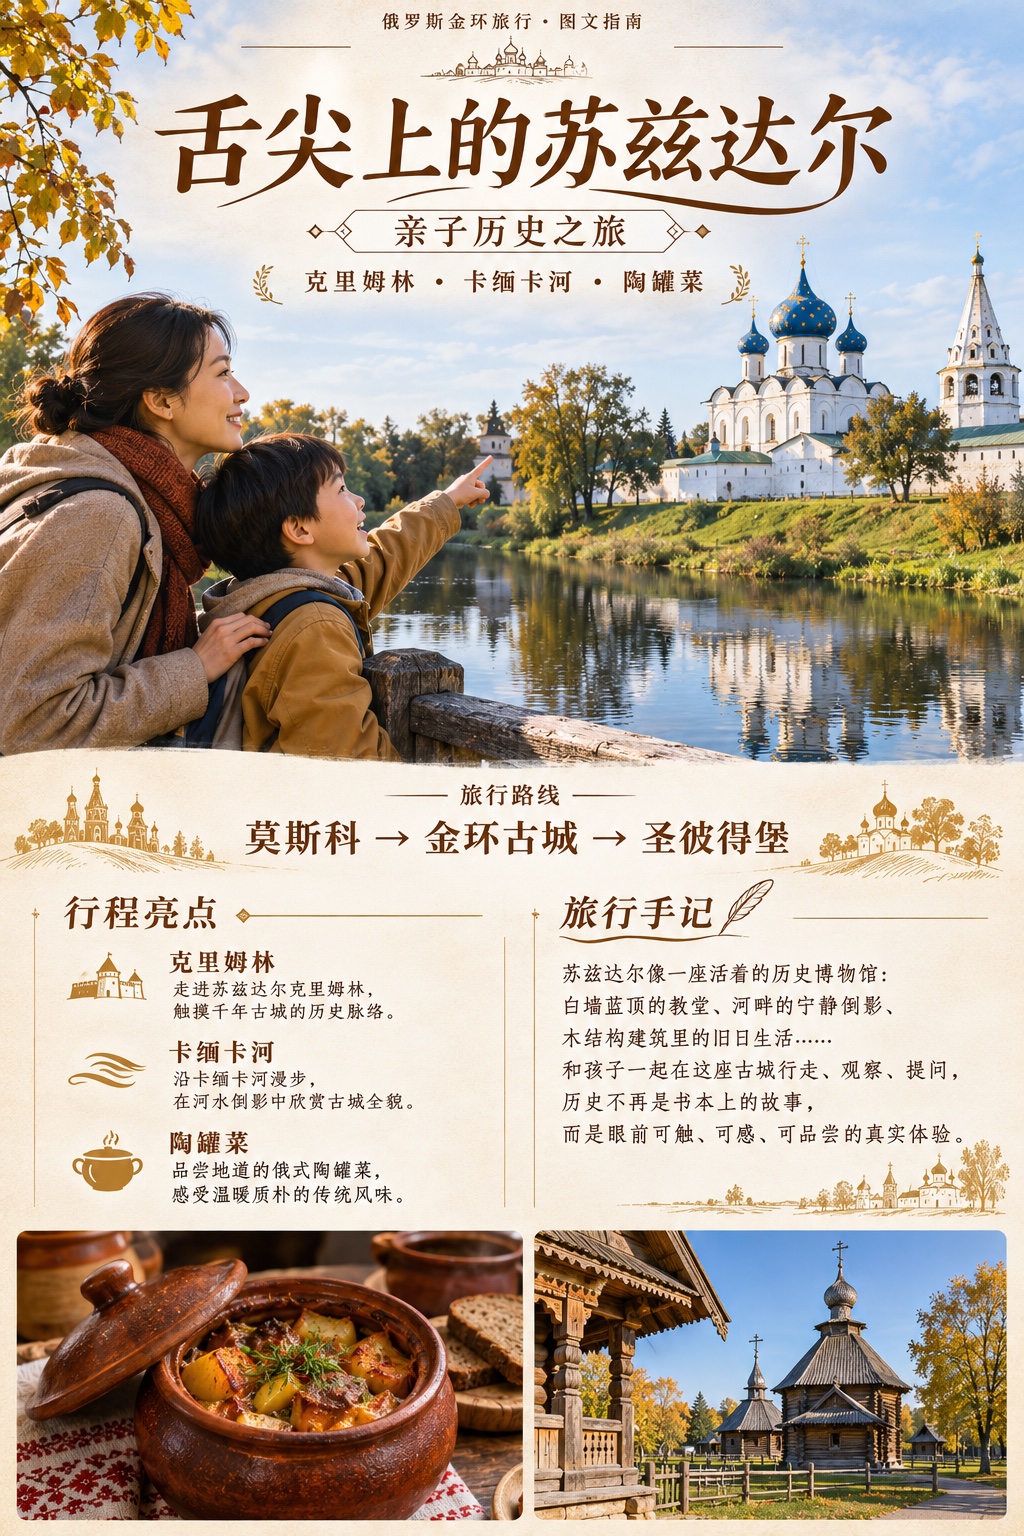 俄罗斯金环旅行·图文指南
舌尖上的苏兹达尔
亲子历史之旅
克里姆林 · 卡缅卡河 · 陶罐菜
旅行路线
莫斯科 → 金环古城 → 圣彼得堡
行程亮点
克里姆林
走进苏兹达尔克里姆林，
触摸千年古城的历史脉络。
卡缅卡河
沿卡缅卡河漫步，
在河水倒影中欣赏古城全貌。
陶罐菜
品尝地道的俄式陶罐菜，
感受温暖质朴的传统风味。
旅行手记
苏兹达尔像一座活着的历史博物馆：
白墙蓝顶的教堂、河畔的宁静倒影、
木结构建筑里的旧日生活……
和孩子一起在这座古城行走、观察、提问，
历史不再是书本上的故事，
而是眼前可触、可感、可品尝的真实体验。